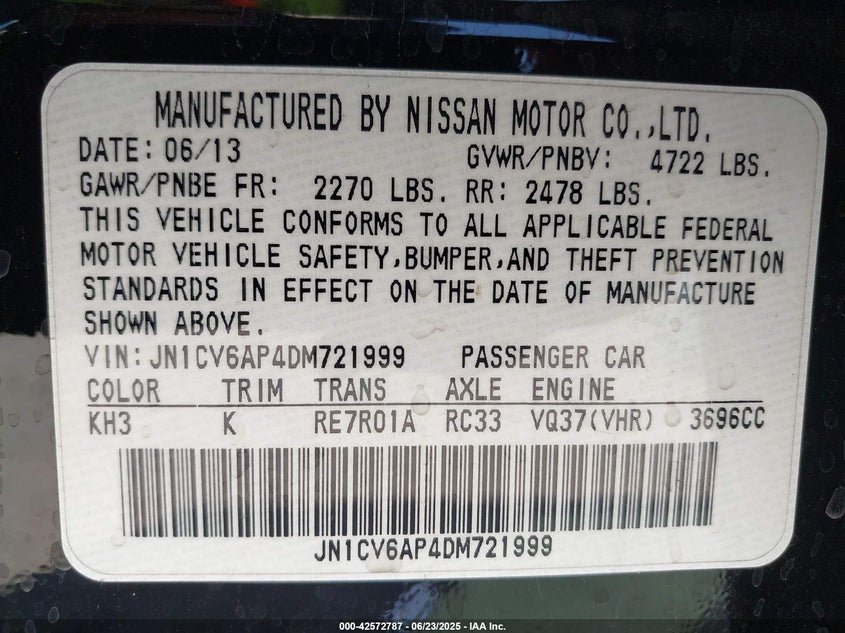 MANUFACTURED BY NISSAN MOTOR CO.,LTD.
DATE: 06/13 GVWR/PNBV: 4722 LBS.
GAWR/PNBE FR: 2270 LBS. RR: 2478 LBS.
THIS VEHICLE CONFORMS TO ALL APPLICABLE FEDERAL
MOTOR VEHICLE SAFETY,BUMPER,AND THEFT PREVENTION
STANDARDS IN EFFECT ON THE DATE OF MANUFACTURE
SHOWN ABOVE.
VIN:JN1CV6AP4DM721999 PASSENGER CAR
COLOR TRIM TRANS AXLE ENGINE
KH3 K RE7R01A RC33 VQ37(VHR) 3696CC
JN1CV6AP4DM721999
000-42572787 - 06/23/2025 - IAA Inc.